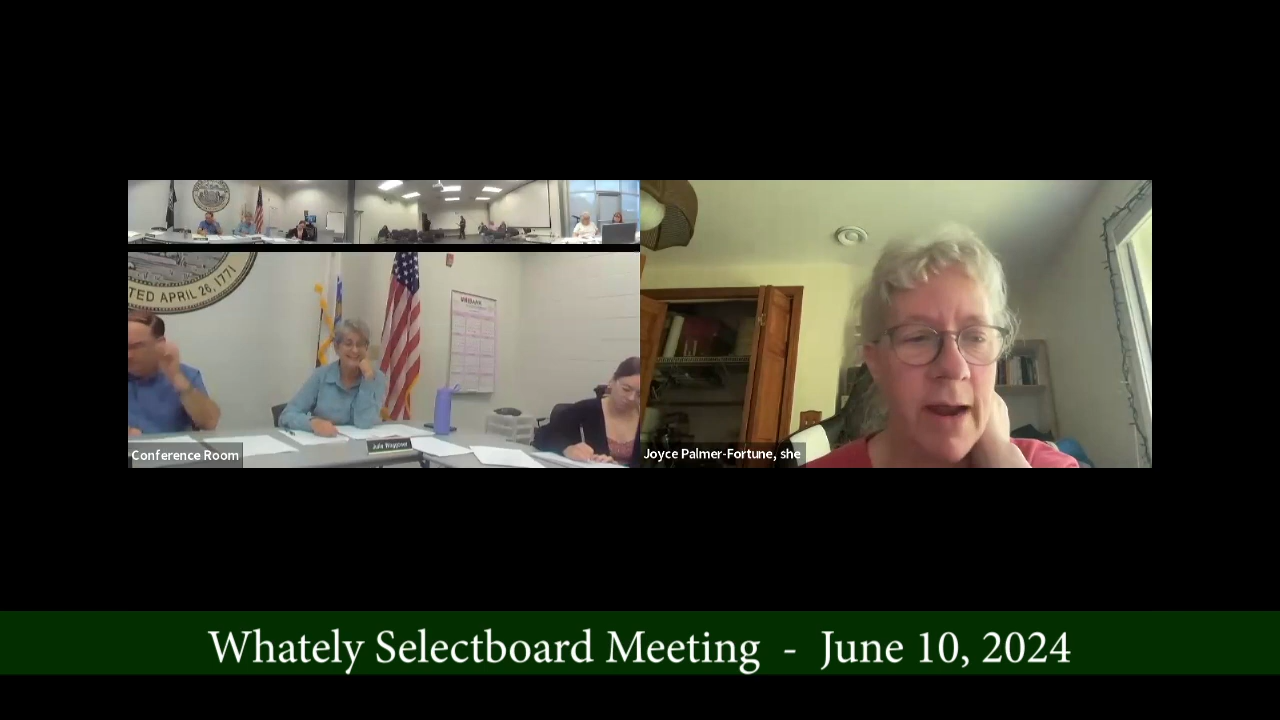 TED APRIL 26, 1771
Conference Room
Joyce Palmer-Fortune, she
Whately Selectboard Meeting - June 10, 2024